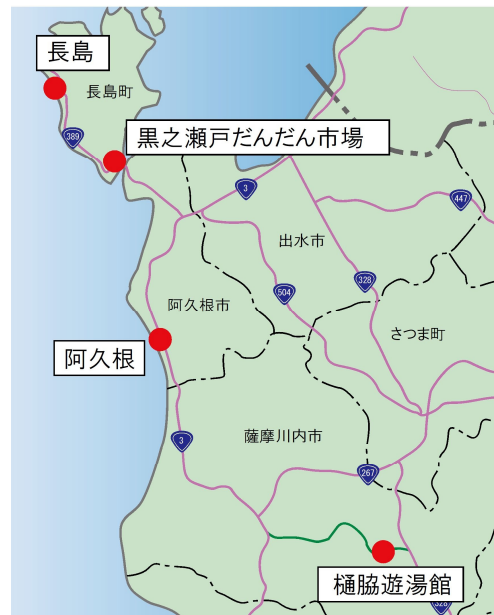 長島
長島町
389
黒之瀬戸だんだん市場
3
447
出水市
504
328
阿久根市
さつま町
阿久根
薩摩川内市
3
267
樋脇遊湯館
328